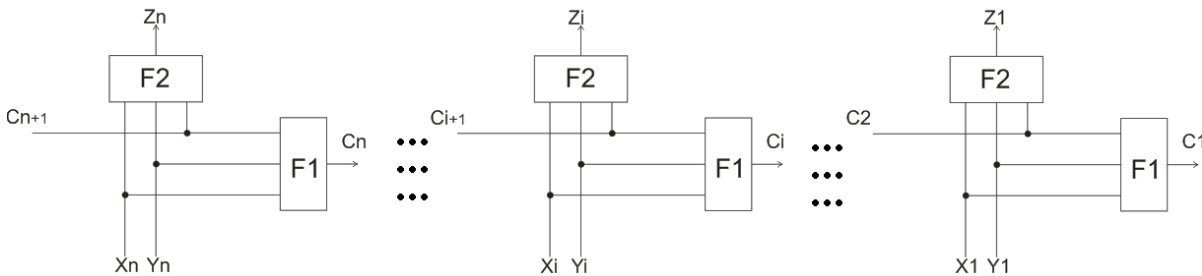 Zn Zi Z1
F2 F2 F2
Cn+1 Ci+1 C2
Cn Ci C1
F1 F1 F1
Xn Yn Xi Yi X1 Y1